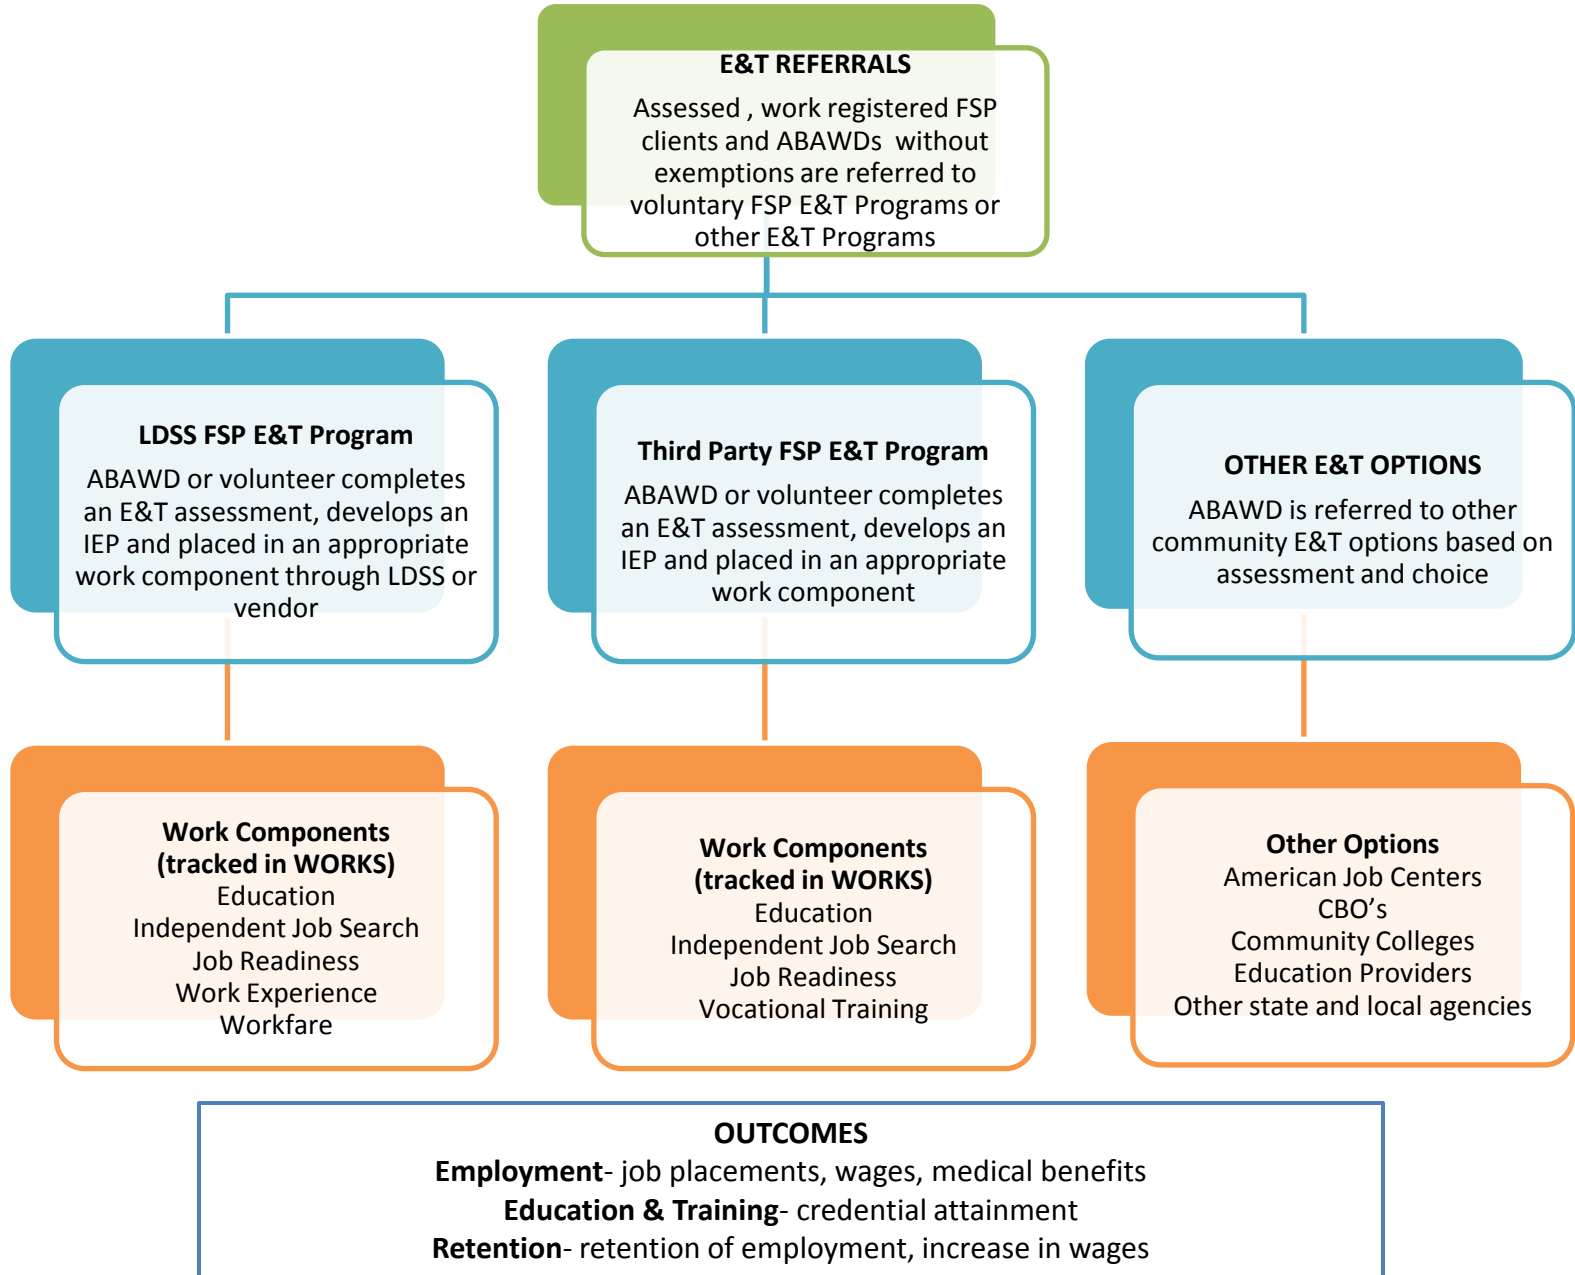 E&T REFERRALS
Assessed , work registered FSP
clients and ABAWDs without
exemptions are referred to
voluntary FSP E&T Programs or
other E&T Programs
LDSS FSP E&T Program
ABAWD or volunteer completes
an E&T assessment, develops an
IEP and placed in an appropriate
work component through LDSS or
vendor
Third Party FSP E&T Program
ABAWD or volunteer completes
an E&T assessment, develops an
IEP and placed in an appropriate
work component
OTHER E&T OPTIONS
ABAWD is referred to other
community E&T options based on
assessment and choice
Work Components
(tracked in WORKS)
Education
Independent Job Search
Job Readiness
Work Experience
Workfare
Work Components
(tracked in WORKS)
Education
Independent Job Search
Job Readiness
Vocational Training
Other Options
American Job Centers
CBO’s
Community Colleges
Education Providers
Other state and local agencies
OUTCOMES
Employment- job placements, wages, medical benefits
Education & Training- credential attainment
Retention- retention of employment, increase in wages